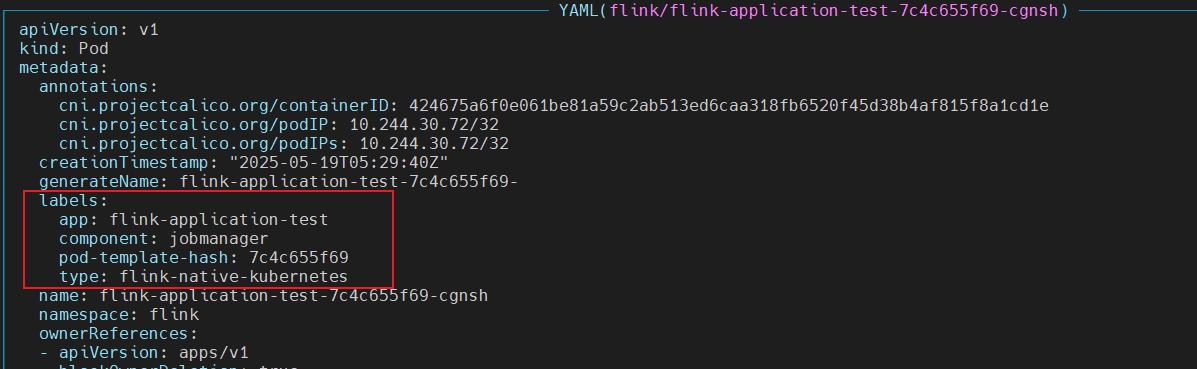 YAML(flink/flink-application-test-7c4c655f69-cgnsh)
apiVersion: v1
kind: Pod
metadata:
  annotations:
    cni.projectcalico.org/containerID: 424675a6f0e061be81a59c2ab513ed6caa318fb6520f45d38b4af815f8a1cd1e
    cni.projectcalico.org/podIP: 10.244.30.72/32
    cni.projectcalico.org/podIPs: 10.244.30.72/32
  creationTimestamp: "2025-05-19T05:29:40Z"
  generateName: flink-application-test-7c4c655f69-
  labels:
    app: flink-application-test
    component: jobmanager
    pod-template-hash: 7c4c655f69
    type: flink-native-kubernetes
  name: flink-application-test-7c4c655f69-cgnsh
  namespace: flink
  ownerReferences:
  - apiVersion: apps/v1
    blockOwnerDeletion: true